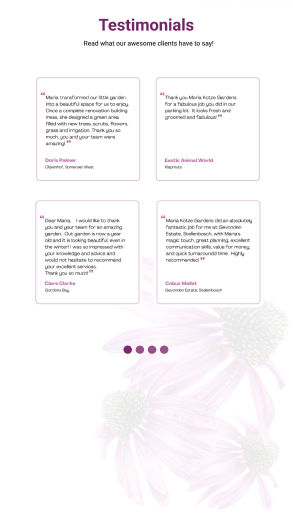 Testimonials
Read what our awesome clients have to say!
“ Maria transformed our little garden
into a beautiful space for us to enjoy.
Once a complete renovation building
mess, she designed a green area
filled with new trees, scrubs, flowers,
grass and irrigation. Thank you so
much, you and your team were
amazing! ”
Doris Palmer
Olijvenhof, Somerset West
“ Thank you Maria Kotze Gardens
for a fabulous job you did in our
parking lot. It looks fresh and
groomed and fabulous! ”
Exotic Animal World
Klapmuts
“ Dear Maria, I would like to thank
you and your team for an amazing
garden. Our garden is now a year
old and it is looking beautiful even in
the winter! I was so impressed with
your knowledge and advice and
would not hesitate to recommend
your excellent services.
Thank you so much! ”
Clare Clarke
Gordons Bay
“ Maria Kotze Gardens did an absolutely
fantastic job for me at Gevonden
Estate, Stellenbosch, with Maria's
magic touch, great planning, excellent
communication skills, value for money
and quick turnaround time. Highly
recommended! ”
Cobus Mellet
Gevonden Estate, Stellenbosch